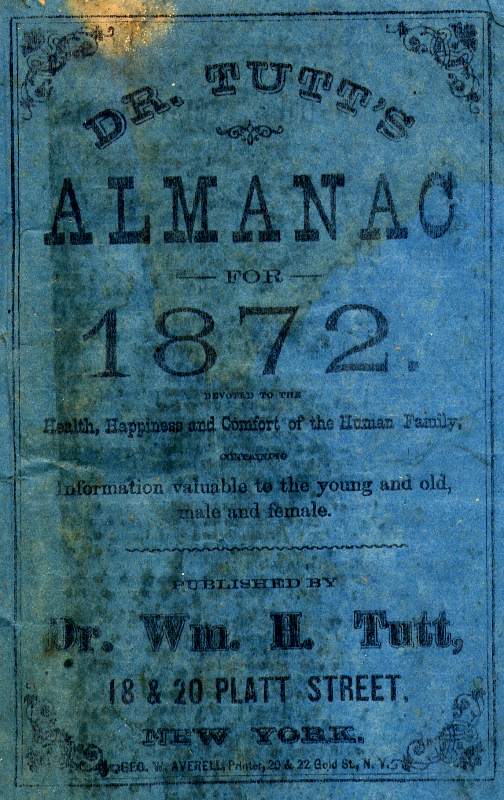 DR. TUTT'S
ALMANAC
FOR
1872.
DEVOTED TO THE
Health, Happiness and Comfort of the Human Family,
CONTAINING
Information valuable to the young and old,
male and female.
PUBLISHED BY
Dr. Wm. H. Tutt,
18 & 20 PLATT STREET,
NEW YORK.
GEO. W. AVERELL, Printer, 20 & 22 Gold St., N. Y.